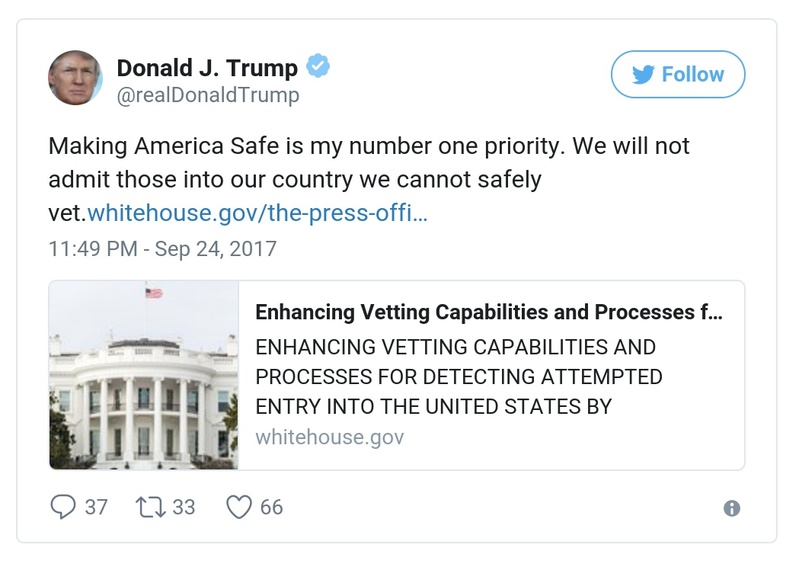 Donald J. Trump
@realDonaldTrump
Follow
Making America Safe is my number one priority. We will not
admit those into our country we cannot safely
vet.whitehouse.gov/the-press-offi…
11:49 PM - Sep 24, 2017
Enhancing Vetting Capabilities and Processes f…
ENHANCING VETTING CAPABILITIES AND
PROCESSES FOR DETECTING ATTEMPTED
ENTRY INTO THE UNITED STATES BY
whitehouse.gov
37 33 66